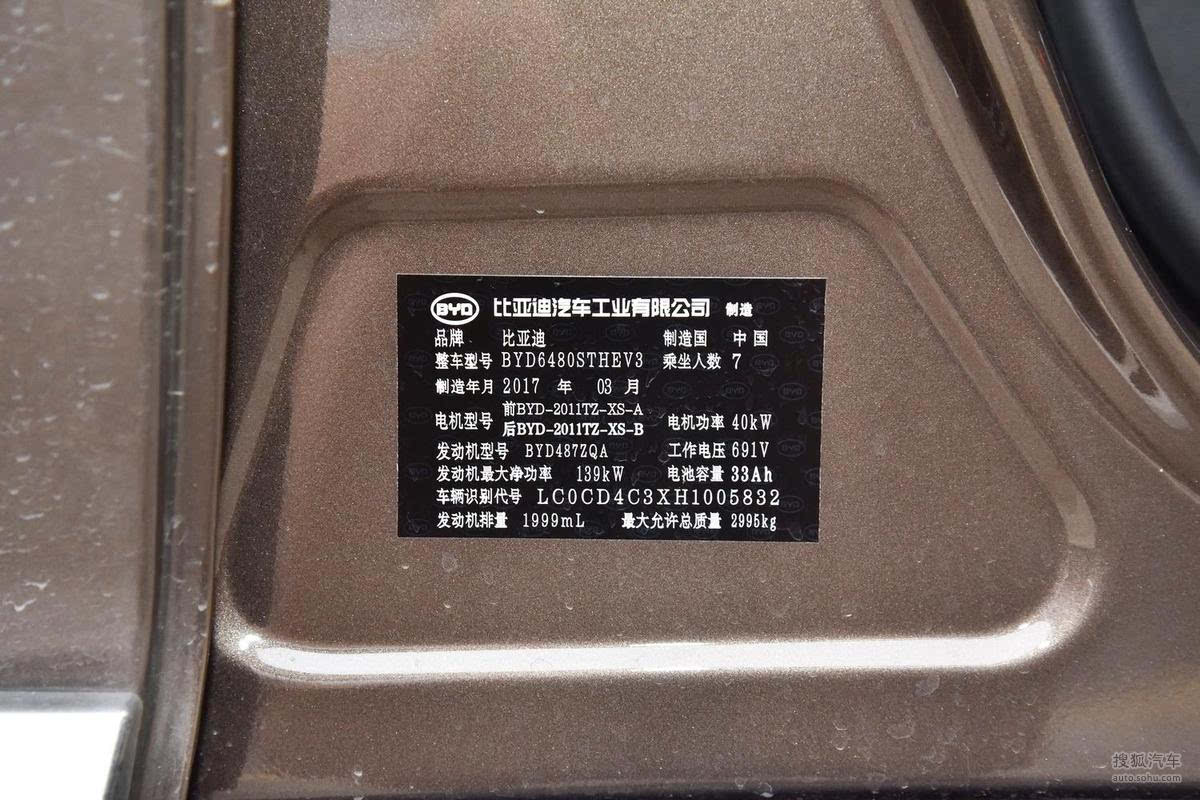 BYD 比亚迪汽车工业有限公司 制造
品牌 比亚迪 制造国 中国
整车型号 BYD6480STHEV3 乘坐人数 7
制造年月 2017 年 03 月
电机型号 前BYD-2011TZ-XS-A
后BYD-2011TZ-XS-B 电机功率 40kW
发动机型号 BYD487ZQA 工作电压 691V
发动机最大净功率 139kW 电池容量 33Ah
车辆识别代号 LC0CD4C3XH1005832
发动机排量 1999mL 最大允许总质量 2995kg
搜狐汽车
auto.sohu.com